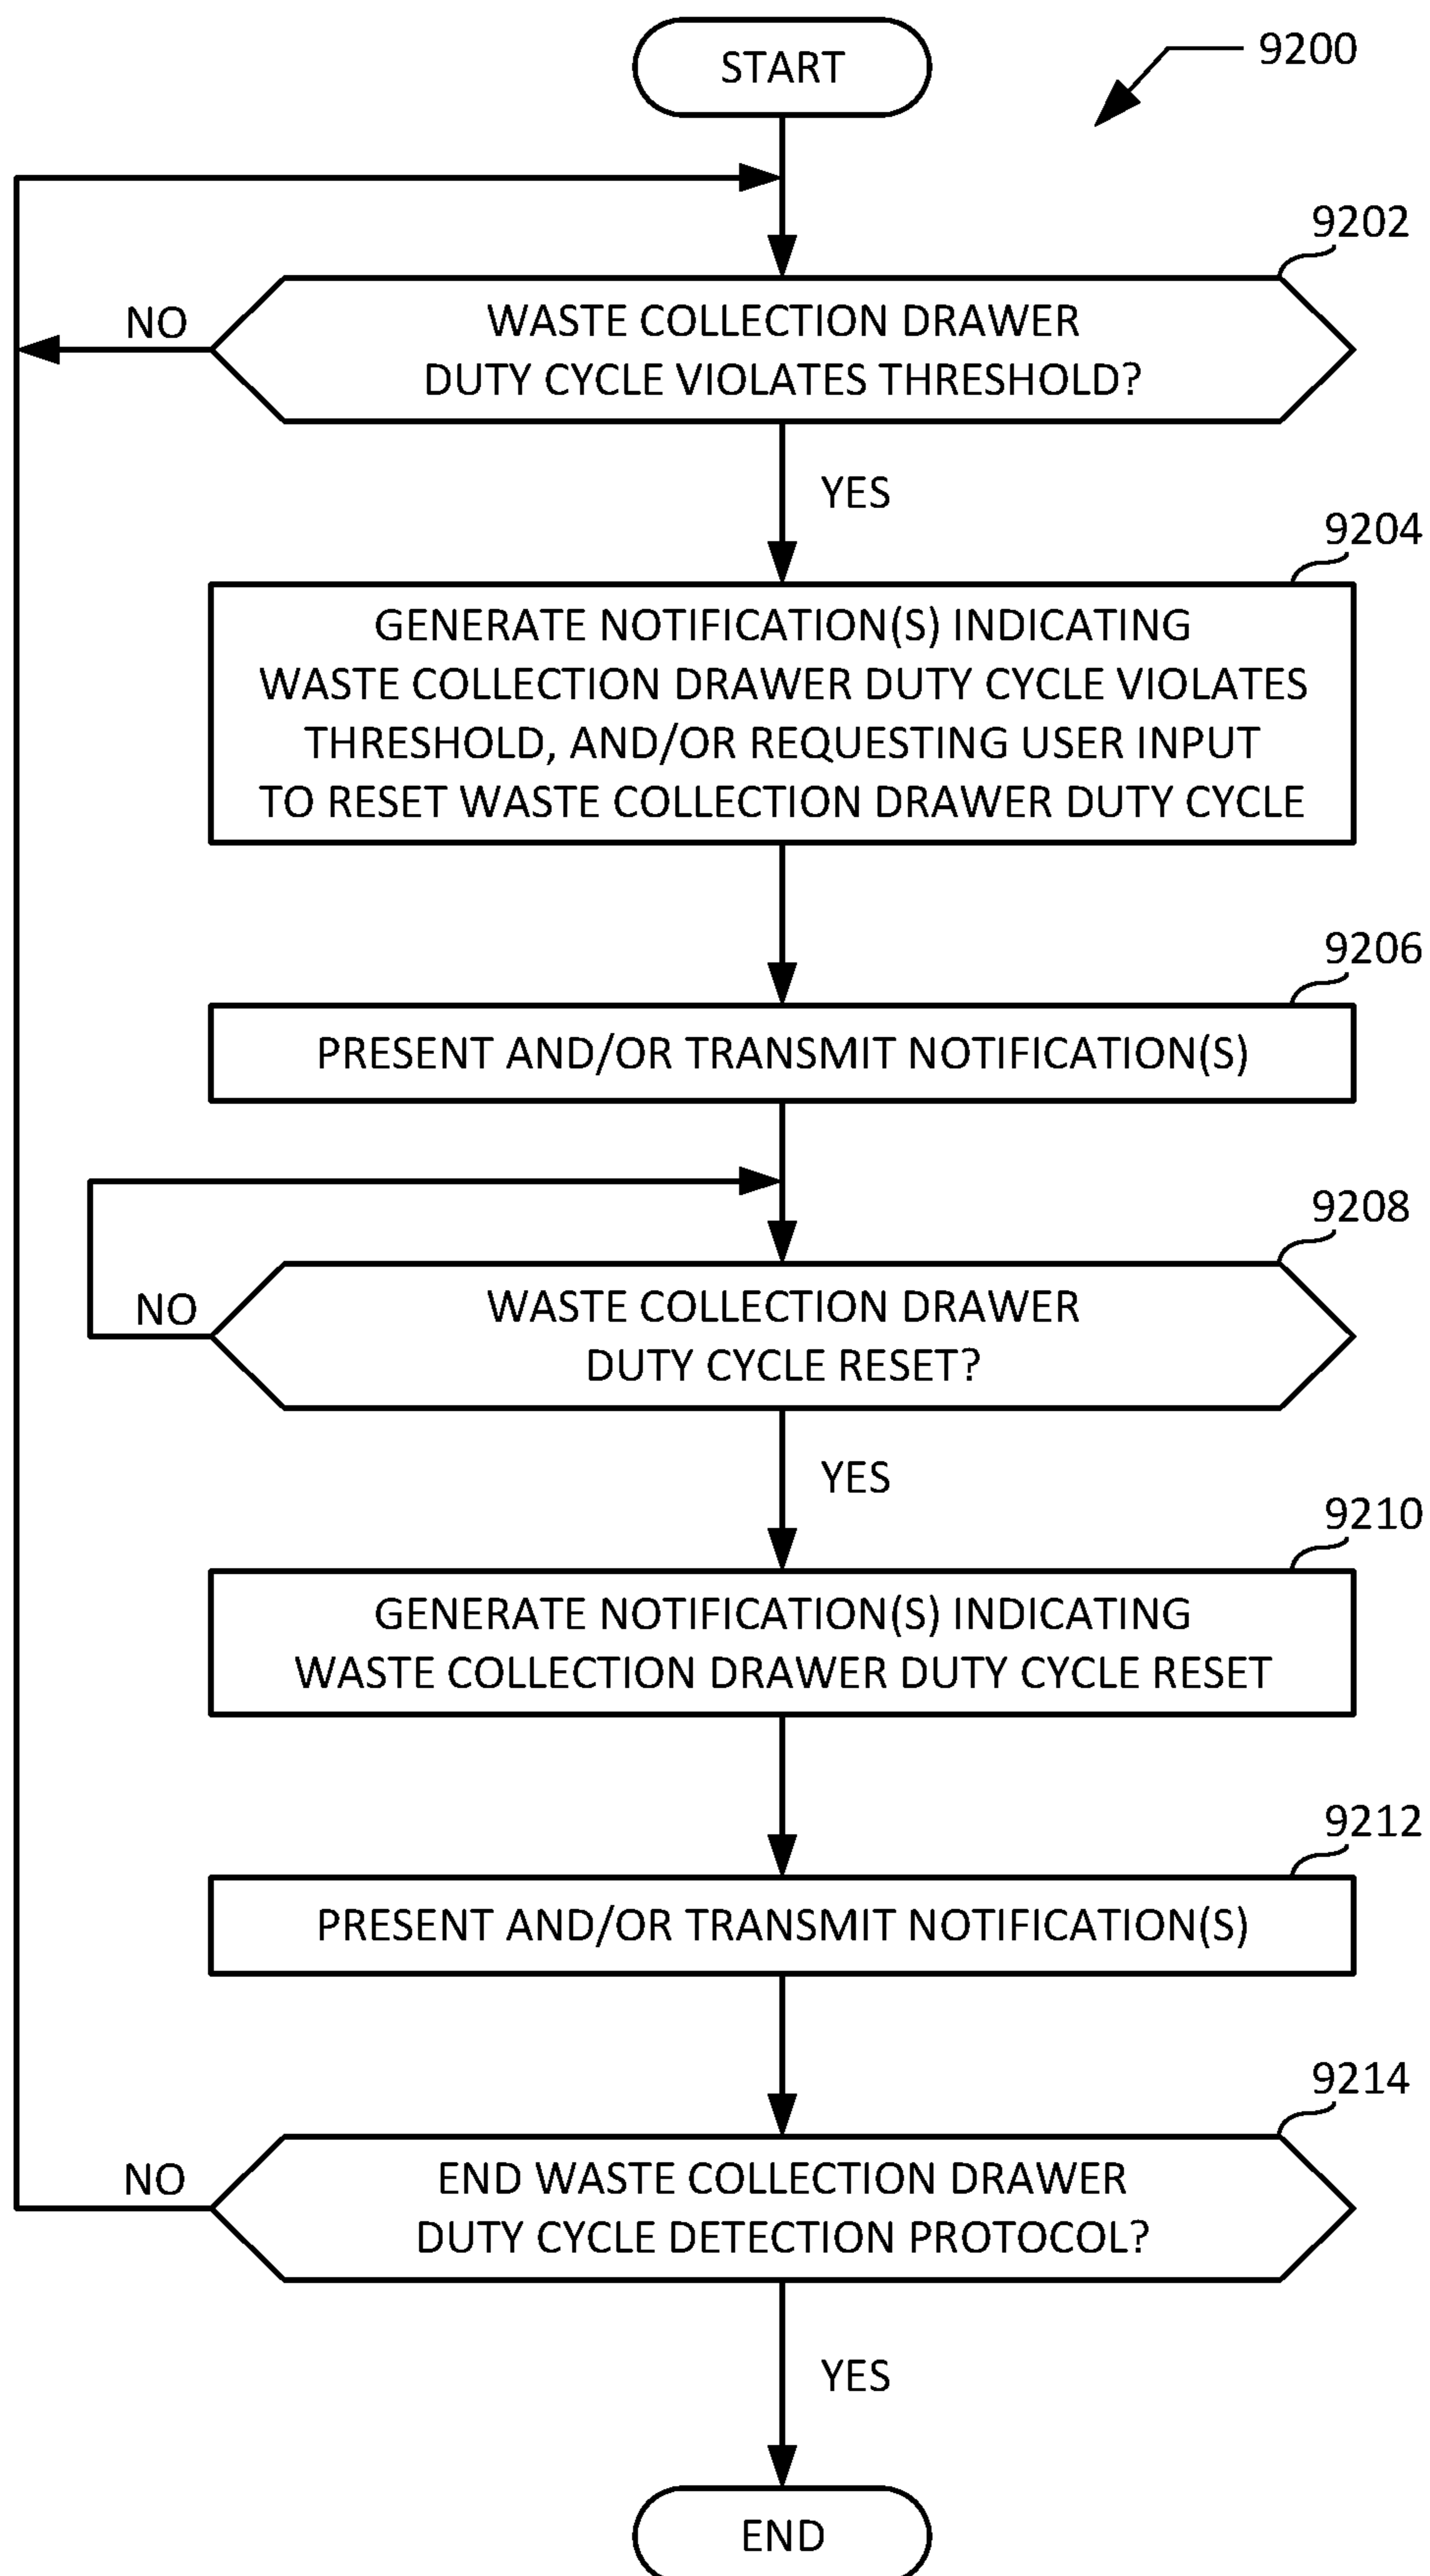 START
9200
9202
NO
WASTE COLLECTION DRAWER
DUTY CYCLE VIOLATES THRESHOLD?
YES
9204
GENERATE NOTIFICATION(S) INDICATING
WASTE COLLECTION DRAWER DUTY CYCLE VIOLATES
THRESHOLD, AND/OR REQUESTING USER INPUT
TO RESET WASTE COLLECTION DRAWER DUTY CYCLE
9206
PRESENT AND/OR TRANSMIT NOTIFICATION(S)
9208
NO
WASTE COLLECTION DRAWER
DUTY CYCLE RESET?
YES
9210
GENERATE NOTIFICATION(S) INDICATING
WASTE COLLECTION DRAWER DUTY CYCLE RESET
9212
PRESENT AND/OR TRANSMIT NOTIFICATION(S)
9214
NO
END WASTE COLLECTION DRAWER
DUTY CYCLE DETECTION PROTOCOL?
YES
END